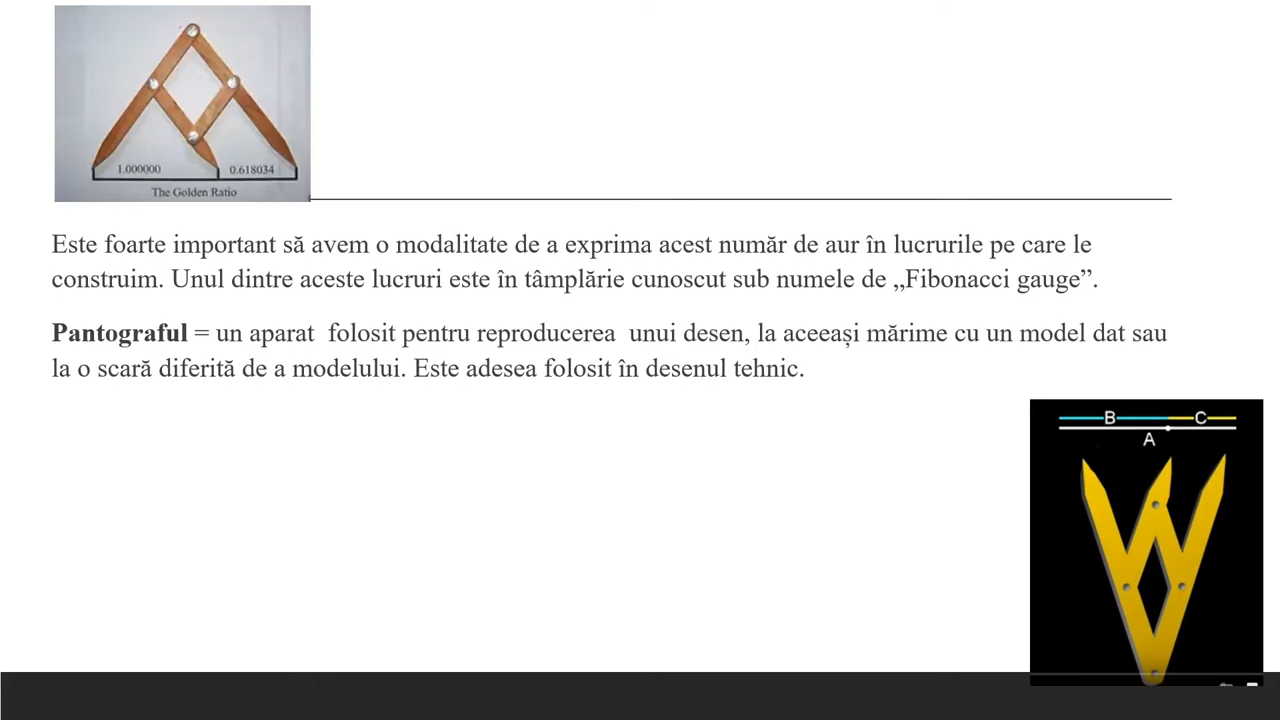 1.000000 0.618034
The Golden Ratio
Este foarte important să avem o modalitate de a exprima acest număr de aur în lucrurile pe care le
construim. Unul dintre aceste lucruri este în tâmplărie cunoscut sub numele de „Fibonacci gauge”.
Pantograful = un aparat  folosit pentru reproducerea  unui desen, la aceeași mărime cu un model dat sau
la o scară diferită de a modelului. Este adesea folosit în desenul tehnic.
B C
A